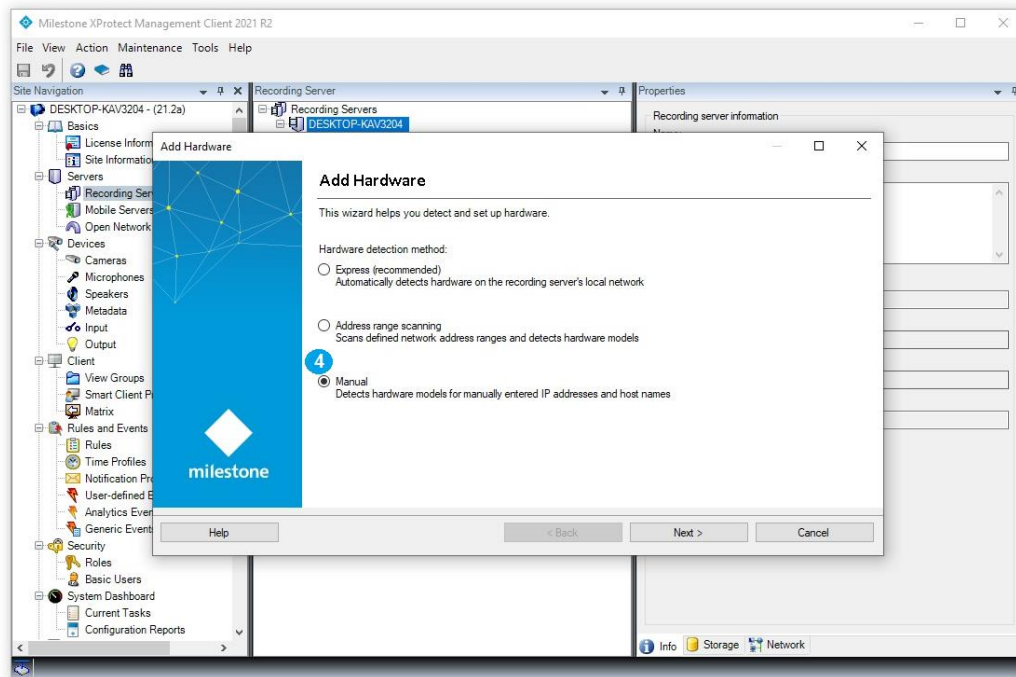 Milestone XProtect Management Client 2021 R2
File View Action Maintenance Tools Help
Site Navigation
DESKTOP-KAV3204 - (21.2a)
Basics
License Inform
Site Informatio
Servers
Recording Ser
Mobile Servers
Open Network
Devices
Cameras
Microphones
Speakers
Metadata
Input
Output
Client
View Groups
Smart Client P
Matrix
Rules and Events
Rules
Time Profiles
Notification Pr
User-defined E
Analytics Even
Generic Event
Security
Roles
Basic Users
System Dashboard
Current Tasks
Configuration Reports
Recording Server
Recording Servers
DESKTOP-KAV3204
Properties
Recording server information
Add Hardware
milestone
Add Hardware
This wizard helps you detect and set up hardware.
Hardware detection method:
Express (recommended)
Automatically detects hardware on the recording server's local network
Address range scanning
Scans defined network address ranges and detects hardware models
4
Manual
Detects hardware models for manually entered IP addresses and host names
Help < Back Next > Cancel
Info Storage Network